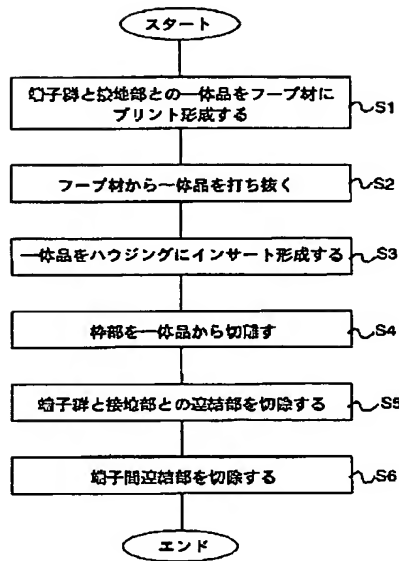 スタート
端子群と接地部との一体品をフープ材に
プリント形成する
S1
フープ材から一体品を打ち抜く
S2
一体品をハウジングにインサート形成する
S3
枠部を一体品から切離す
S4
端子群と接地部との連結部を切除する
S5
端子間連結部を切除する
S6
エンド